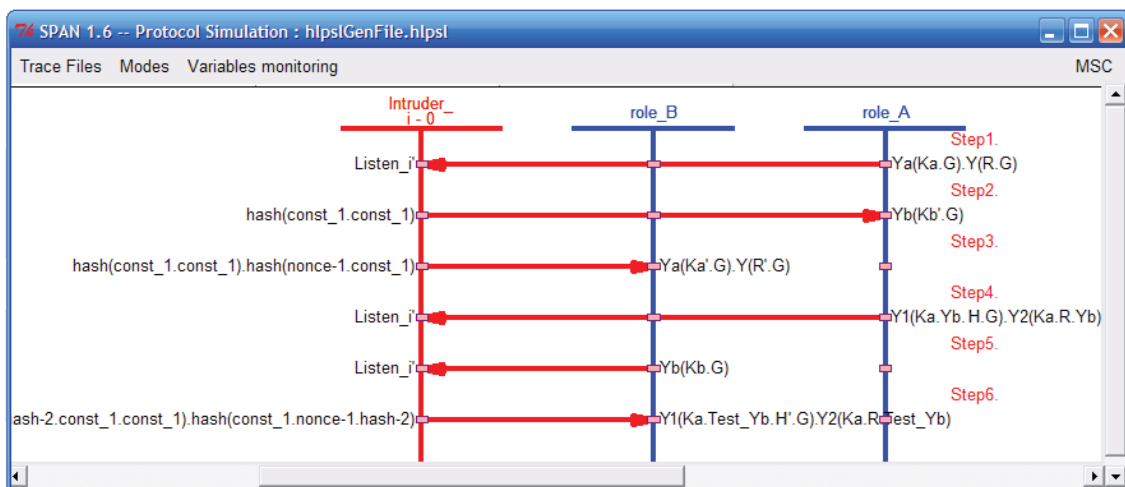 SPAN 1.6 -- Protocol Simulation : hlpslGenFile.hlpsl
Trace Files Modes Variables monitoring MSC
Intruder_
i - 0
role_B
role_A
Step1.
Listen_i'
Ya(Ka.G).Y(R.G)
Step2.
hash(const_1.const_1)
Yb(Kb'.G)
Step3.
hash(const_1.const_1).hash(nonce-1.const_1)
Ya(Ka'.G).Y(R'.G)
Step4.
Listen_i'
Y1(Ka.Yb.H.G).Y2(Ka.R.Yb)
Step5.
Listen_i'
Yb(Kb.G)
Step6.
ash-2.const_1.const_1).hash(const_1.nonce-1.hash-2)
Y1(Ka.Test_Yb.H'.G).Y2(Ka.R.Test_Yb)